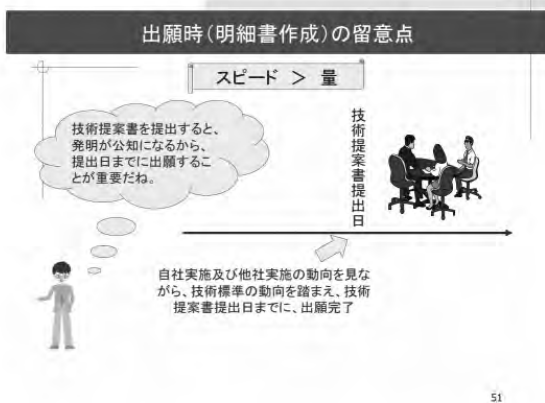 出願時(明細書作成)の留意点
スピード ＞ 量
技術提案書を提出すると、
発明が公知になるから、
提出日までに出願するこ
とが重要だね。
技術提案書提出日
自社実施及び他社実施の動向を見な
がら、技術標準の動向を踏まえ、技術
提案書提出日までに、出願完了
51